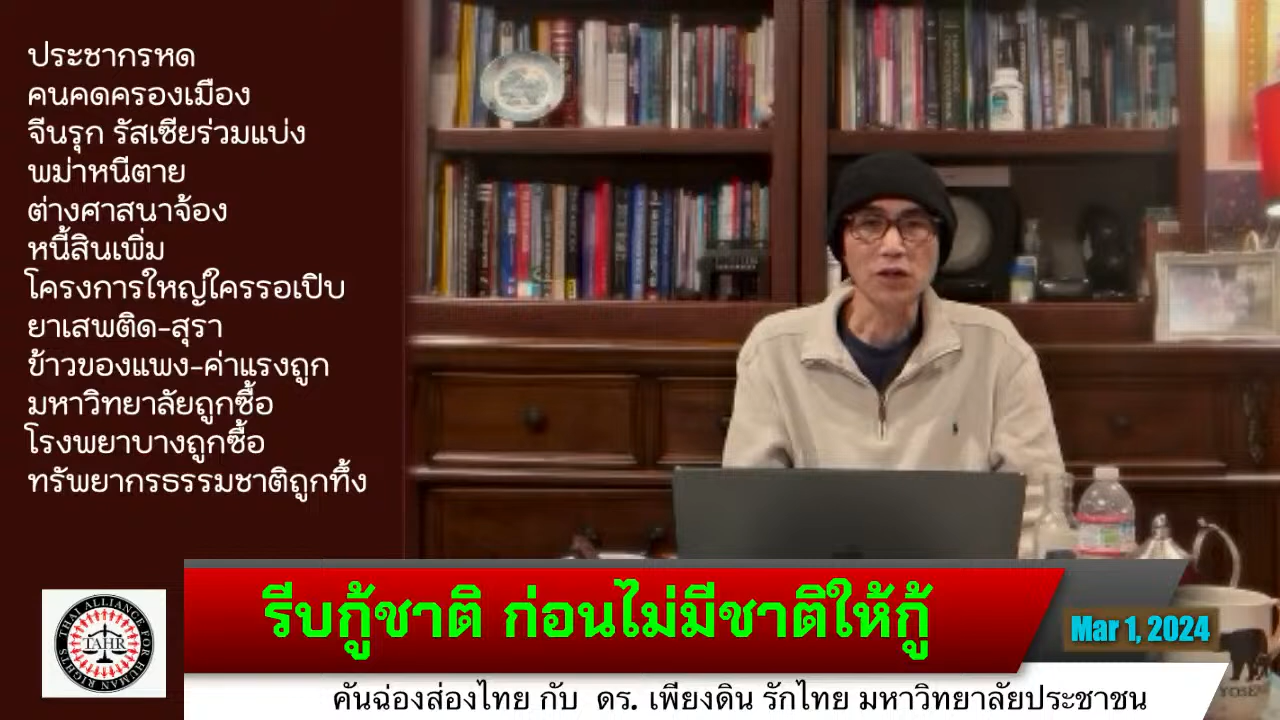 ประชากรหด
คนคดครองเมือง
จีนรุก รัสเซียร่วมแบ่ง
พม่าหนีตาย
ต่างศาสนาจ้อง
หนี้สินเพิ่ม
โครงการใหญ่ใครรอเปิบ
ยาเสพติด-สุรา
ข้าวของแพง-ค่าแรงถูก
มหาวิทยาลัยถูกซื้อ
โรงพยาบางถูกซื้อ
ทรัพยากรธรรมชาติถูกทึ้ง
THAI ALLIANCE FOR HUMAN RIGHTS
TAHR
รีบกู้ชาติ ก่อนไม่มีชาติให้กู้
Mar 1, 2024
คันฉ่องส่องไทย กับ ดร. เพียงดิน รักไทย มหาวิทยาลัยประชาชน